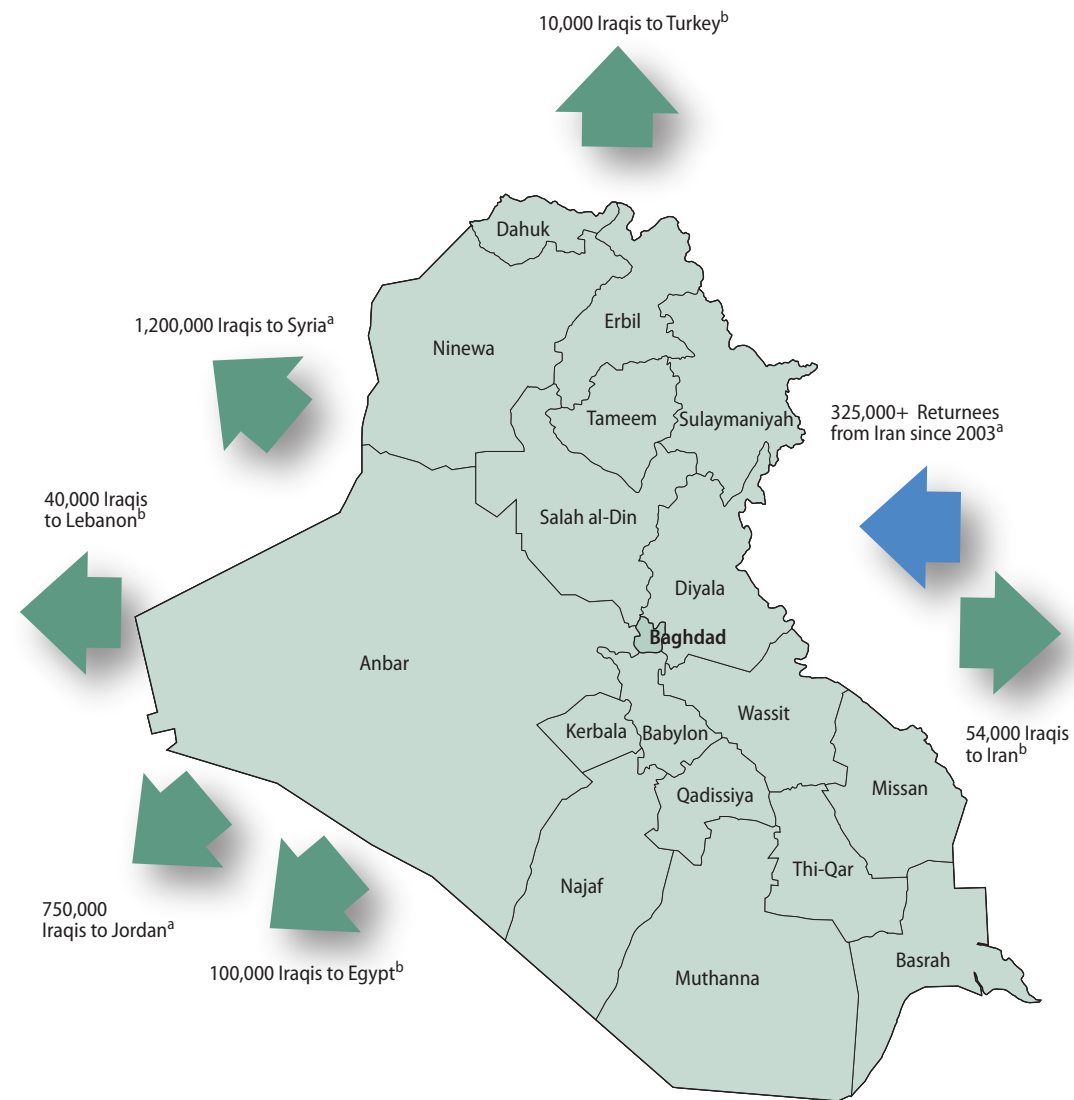 10,000 Iraqis to Turkeyb
Dahuk
Erbil
1,200,000 Iraqis to Syriaa
Ninewa
Tameem
Sulaymaniyah
325,000+ Returnees
from Iran since 2003a
40,000 Iraqis
to Lebanonb
Salah al-Din
Diyala
Baghdad
Anbar
Wassit
Kerbala
Babylon
54,000 Iraqis
to Iranb
Qadissiya
Missan
Thi-Qar
Najaf
750,000
Iraqis to Jordana
100,000 Iraqis to Egyptb
Basrah
Muthanna